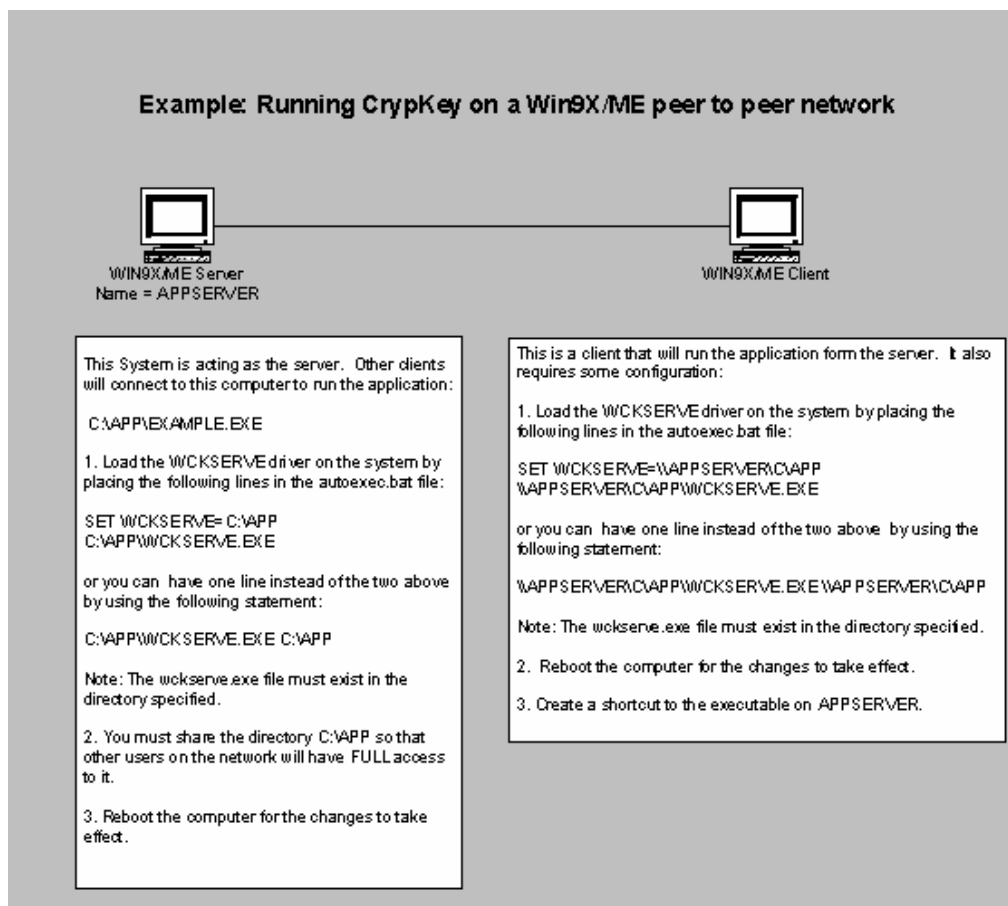 Example: Running CrypKey on a Win9X/ME peer to peer network
WIN9X/ME Server
Name = APPSERVER
WIN9X/ME Client
This System is acting as the server. Other clients
will connect to this computer to run the application:
C:\APP\EXAMPLE.EXE
1. Load the WCKSERVE driver on the system by
placing the following lines in the autoexec.bat file:
SET WCKSERVE= C:\APP
C:\APP\WCKSERVE.EXE
or you can have one line instead of the two above
by using the following statement:
C:\APP\WCKSERVE.EXE C:\APP
Note: The wckserve.exe file must exist in the
directory specified.
2. You must share the directory C:\APP so that
other users on the network will have FULL access
to it.
3. Reboot the computer for the changes to take
effect.
This is a client that will run the application form the server. It also
requires some configuration:
1. Load the WCKSERVE driver on the system by placing the
following lines in the autoexec.bat file:
SET WCKSERVE=\\APPSERVER\C\APP
\\APPSERVER\C\APP\WCKSERVE.EXE
or you can have one line instead of the two above by using the
following statement:
\\APPSERVER\C\APP\WCKSERVE.EXE \\APPSERVER\C\APP
Note: The wckserve.exe file must exist in the directory specified.
2. Reboot the computer for the changes to take effect.
3. Create a shortcut to the executable on APPSERVER.